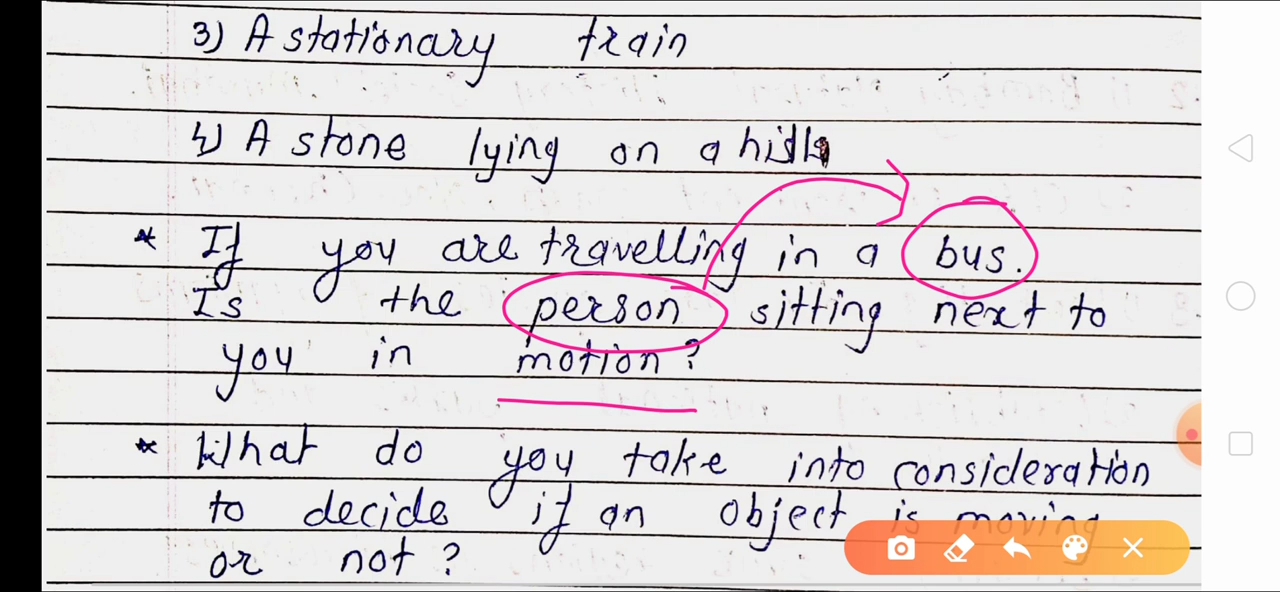 3) A stationary train
4) A stone lying on a hill
* If you are travelling in a bus.
Is the person sitting next to
you in motion?
* What do you take into consideration
to decide if an object is moving
or not?